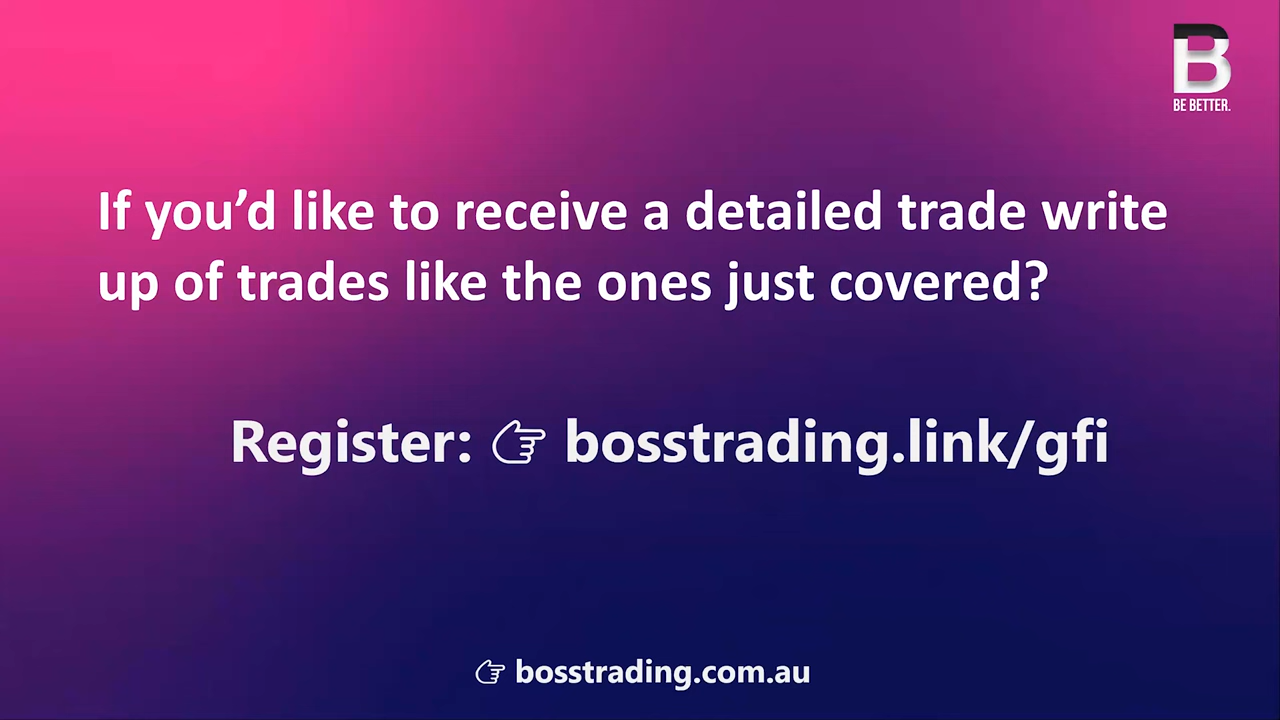 B
BE BETTER.
If you’d like to receive a detailed trade write
up of trades like the ones just covered?
Register: 👉 bosstrading.link/gfi
👉 bosstrading.com.au